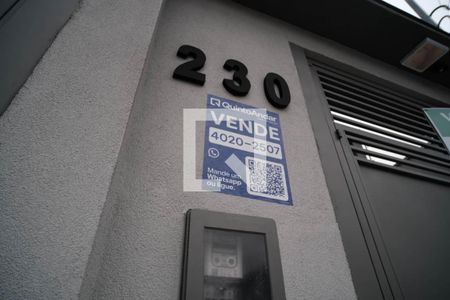 230
QuintoAndar
VENDE
4020-2507
Mande um
Whatsapp
ou ligue